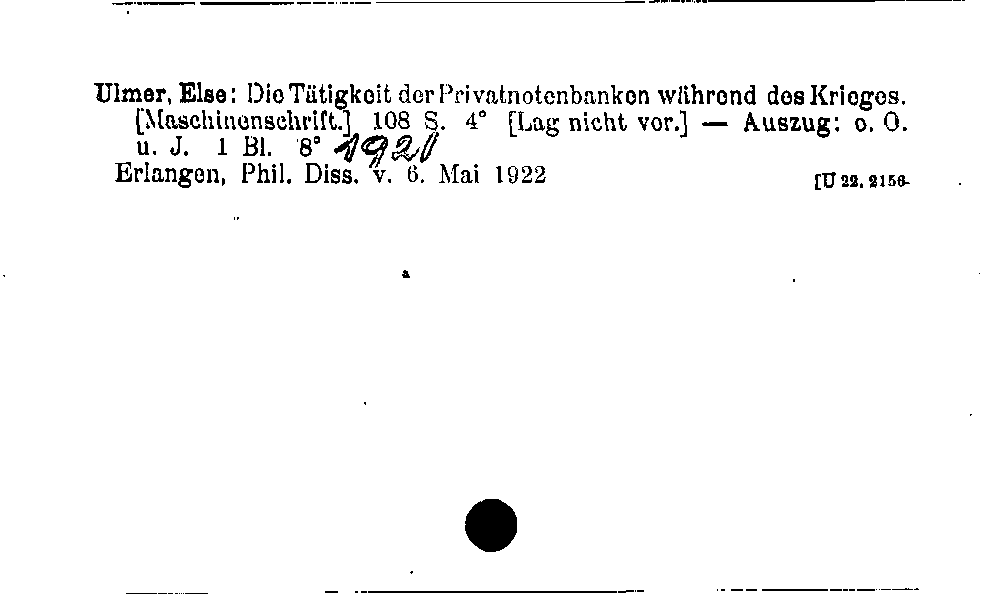 Ulmer, Else: Die Tätigkeit der Privatnotenbanken während des Krieges.
[Maschinenschrift.] 108 S. 4° [Lag nicht vor.] — Auszug: o. O.
u. J. 1 Bl. 8° 1921
Erlangen, Phil. Diss. v. 6. Mai 1922
[U 22. 2156